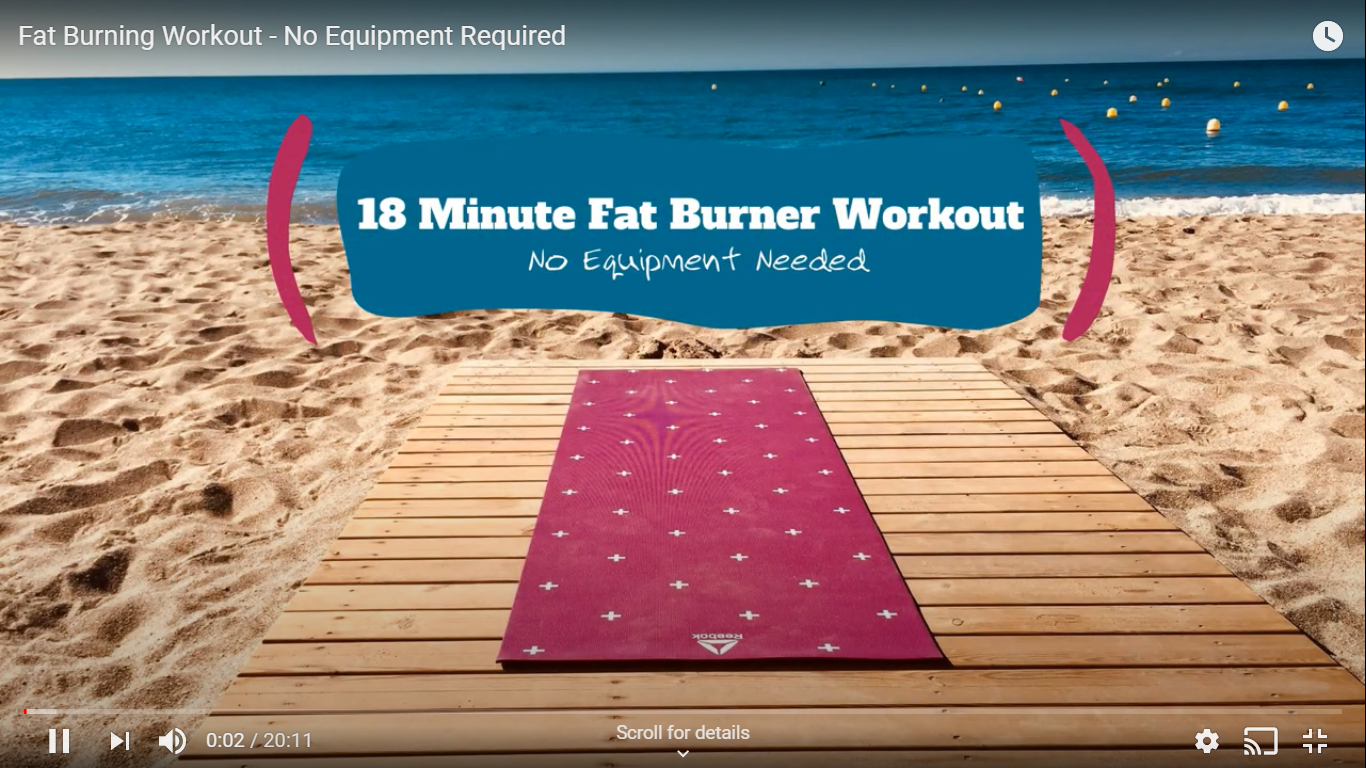 Fat Burning Workout - No Equipment Required
18 Minute Fat Burner Workout
No Equipment Needed
Reebok
Scroll for details
0:02 / 20:11